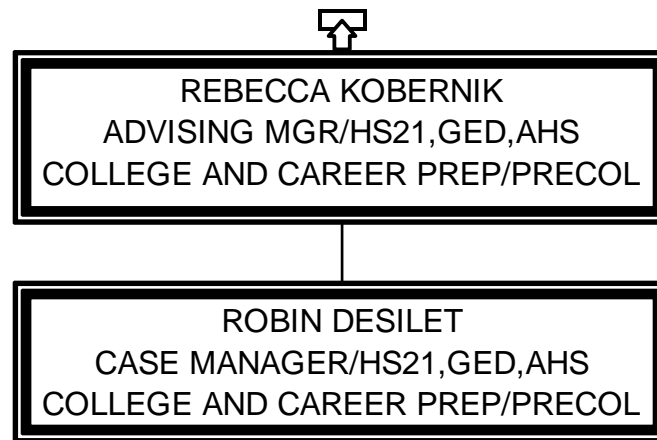 REBECCA KOBERNIK
ADVISING MGR/HS21,GED,AHS
COLLEGE AND CAREER PREP/PRECOL
ROBIN DESILET
CASE MANAGER/HS21,GED,AHS
COLLEGE AND CAREER PREP/PRECOL